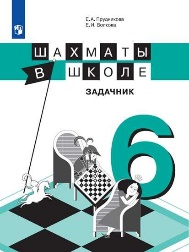 Е. А. Прудникова
Е. И. Волкова
ШАХМАТЫ
В ШКОЛЕ
ЗАДАЧНИК
6